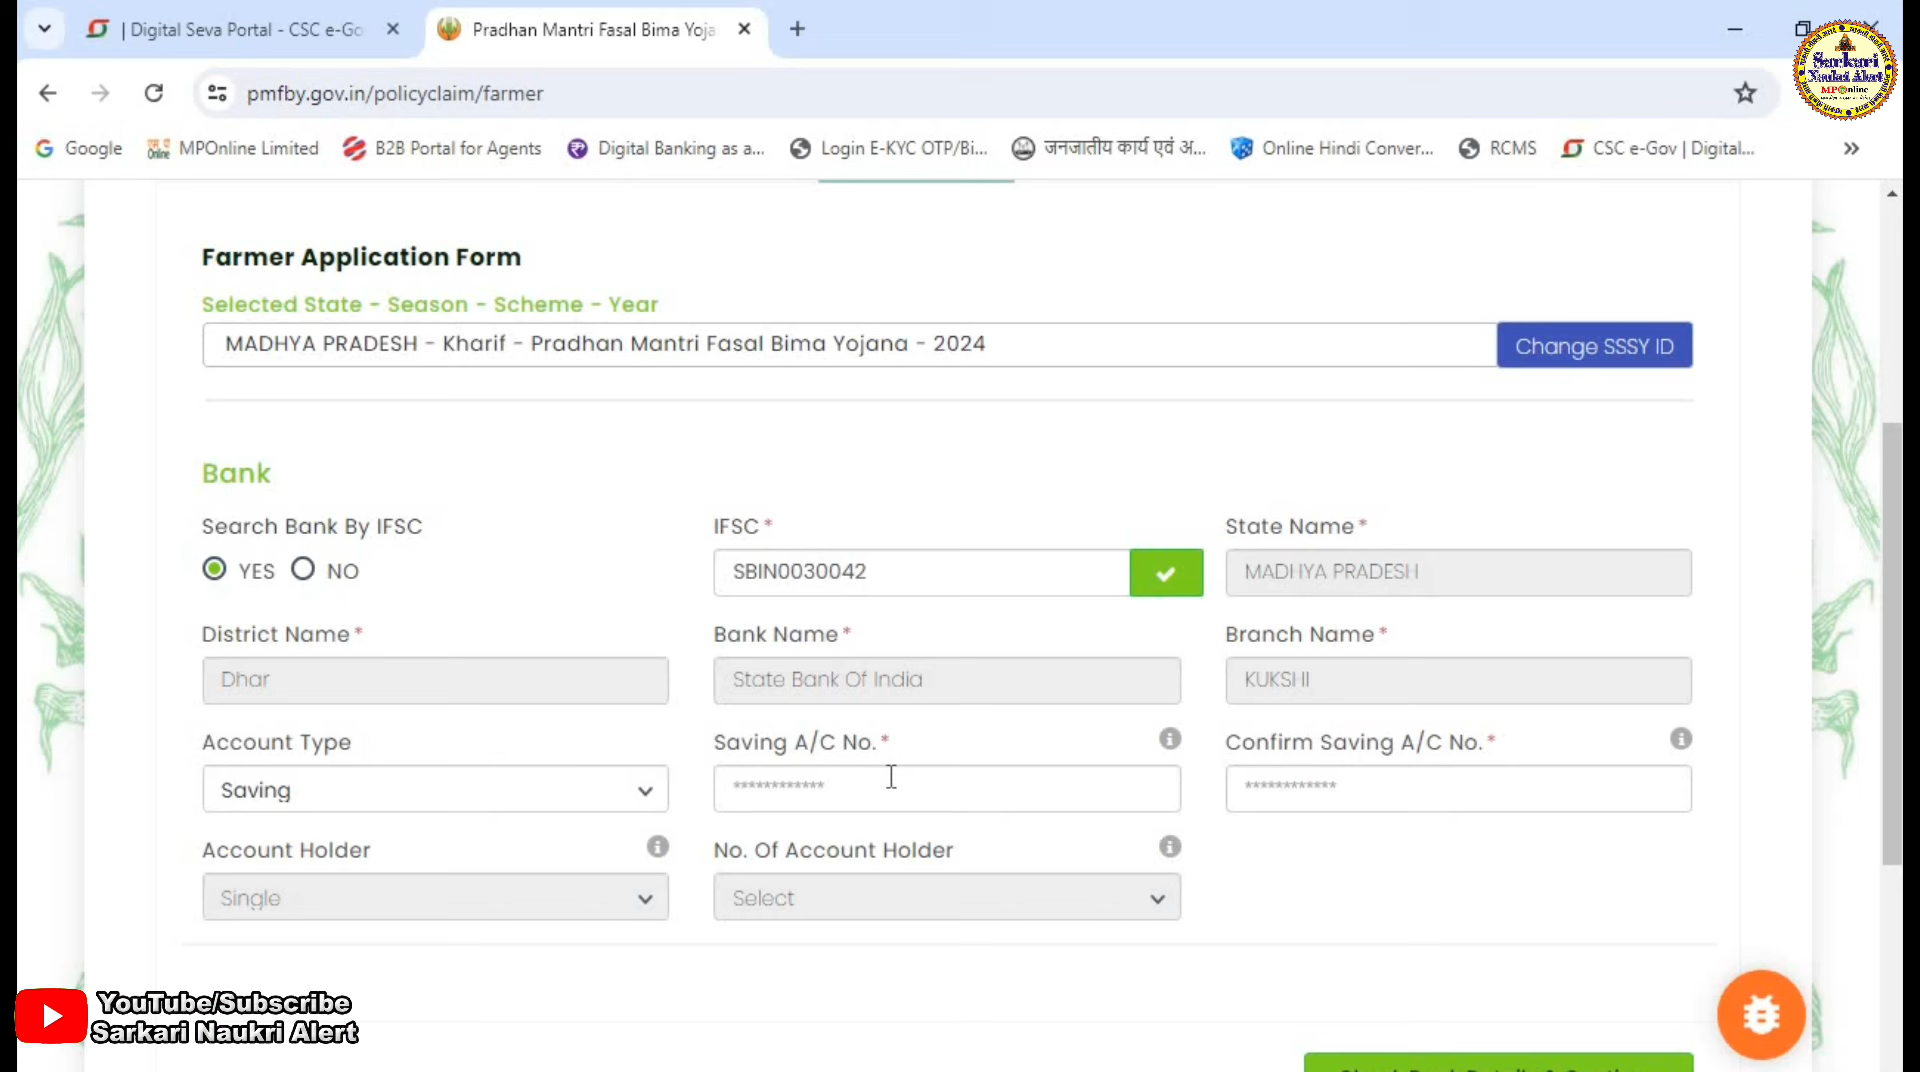 | Digital Seva Portal - CSC e-Go
Pradhan Mantri Fasal Bima Yoja
pmfby.gov.in/policyclaim/farmer
Google
MPOnline Limited
B2B Portal for Agents
Digital Banking as a...
Login E-KYC OTP/Bi...
जनजातीय कार्य एवं अ...
Online Hindi Conver...
RCMS
CSC e-Gov | Digital...
Sarkari
Naukri Alert
MPOnline
Farmer Application Form
Selected State - Season - Scheme - Year
MADHYA PRADESH - Kharif - Pradhan Mantri Fasal Bima Yojana - 2024
Change SSSY ID
Bank
Search Bank By IFSC
IFSC *
State Name *
YES NO
SBIN0030042
MADHYA PRADESH
District Name *
Bank Name *
Branch Name *
Dhar
State Bank Of India
KUKSHI
Account Type
Saving A/C No. *
Confirm Saving A/C No. *
Saving
************
************
Account Holder
No. Of Account Holder
Single
Select
YouTube/Subscribe
Sarkari Naukri Alert